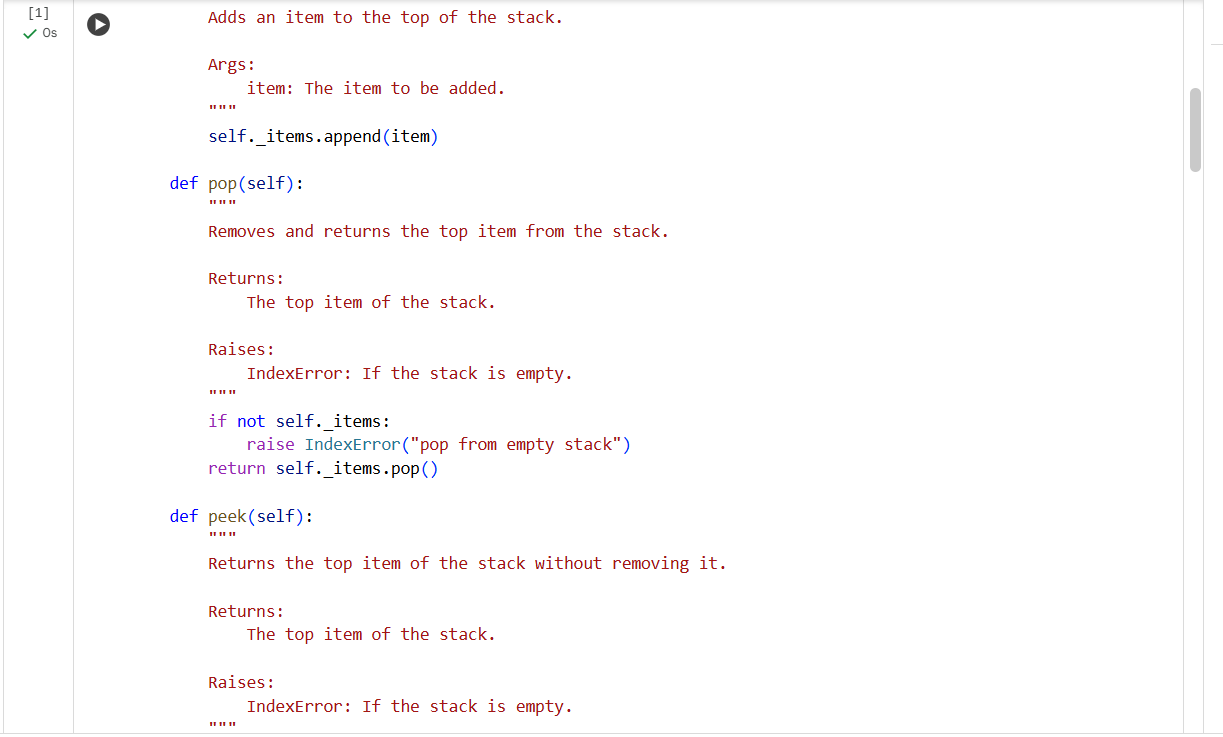 [1]
0s
Adds an item to the top of the stack.
Args:
item: The item to be added.
"""
self._items.append(item)
def pop(self):
"""
Removes and returns the top item from the stack.
Returns:
The top item of the stack.
Raises:
IndexError: If the stack is empty.
"""
if not self._items:
raise IndexError("pop from empty stack")
return self._items.pop()
def peek(self):
"""
Returns the top item of the stack without removing it.
Returns:
The top item of the stack.
Raises:
IndexError: If the stack is empty.
"""